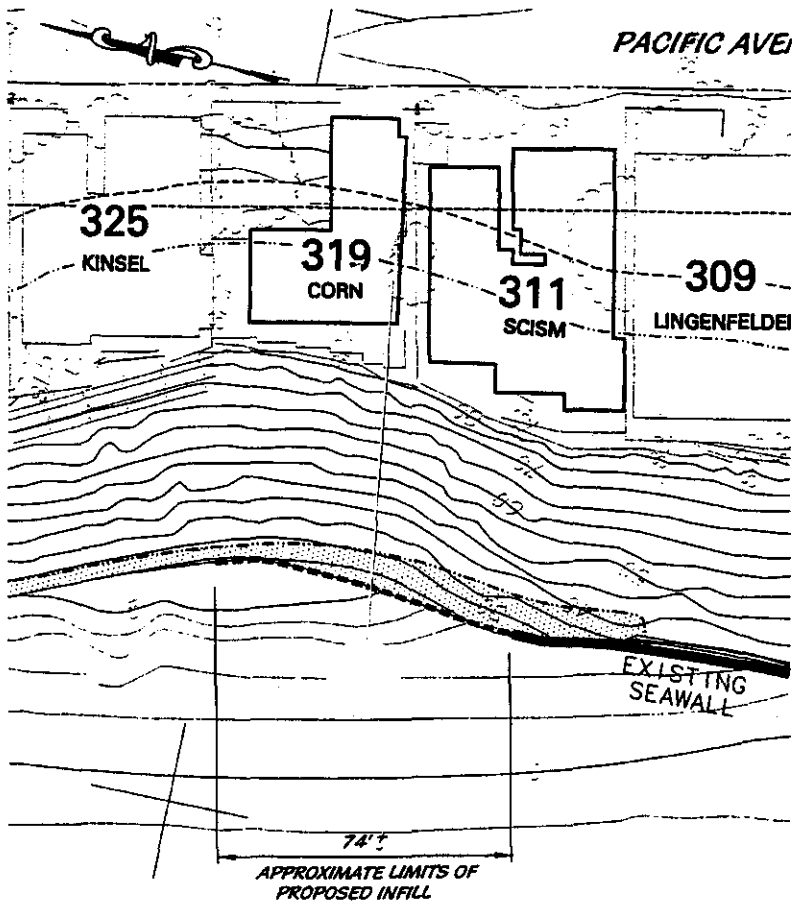 PACIFIC AVE
325
KINSEL
319
CORN
311
SCISM
309
LINGENFELDE
EXISTING
SEAWALL
74'±
APPROXIMATE LIMITS OF
PROPOSED INFILL